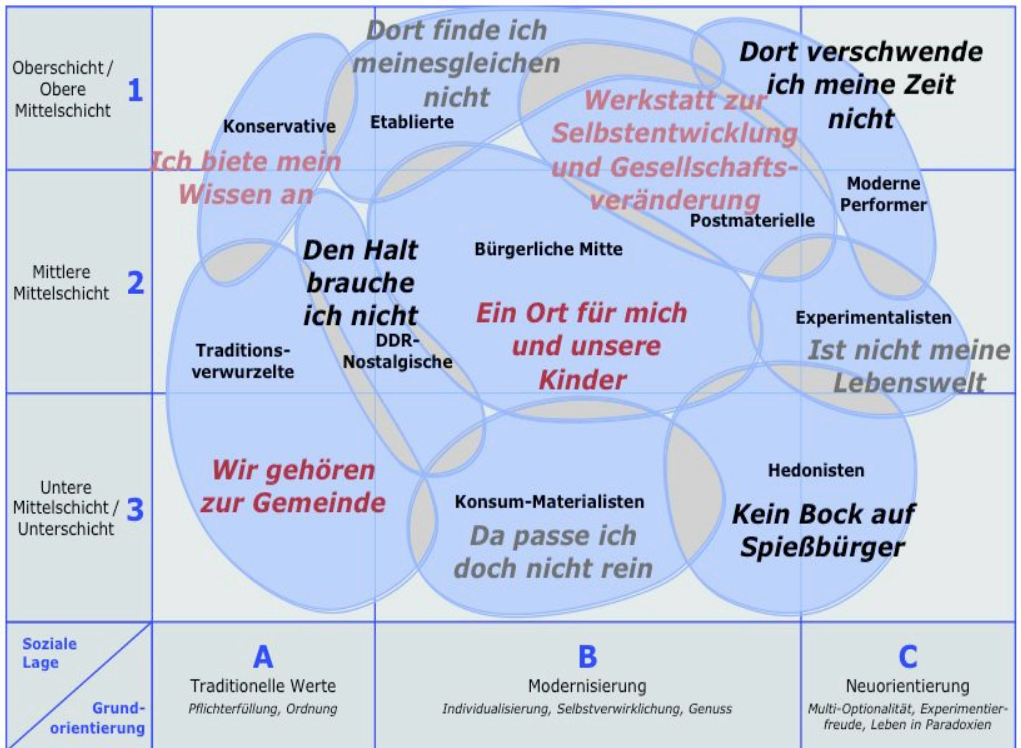 Oberschicht /
Obere
Mittelschicht
1
Konservative
Ich biete mein
Wissen an
Dort finde ich
meinesgleichen
nicht
Etablierte
Werkstatt zur
Selbstentwicklung
und Gesellschafts-
veränderung
Postmaterielle
Dort verschwende
ich meine Zeit
nicht
Moderne
Performer
Mittlere
Mittelschicht
2
Den Halt
brauche
ich nicht
Traditions-
verwurzelte
DDR-
Nostalgische
Bürgerliche Mitte
Ein Ort für mich
und unsere
Kinder
Experimentalisten
Ist nicht meine
Lebenswelt
Untere
Mittelschicht /
Unterschicht
3
Wir gehören
zur Gemeinde
Konsum-Materialisten
Da passe ich
doch nicht rein
Hedonisten
Kein Bock auf
Spießbürger
Soziale
Lage
Grund-
orientierung
A
Traditionelle Werte
Pflichterfüllung, Ordnung
B
Modernisierung
Individualisierung, Selbstverwirklichung, Genuss
C
Neuorientierung
Multi-Optionalität, Experimentier-
freude, Leben in Paradoxien